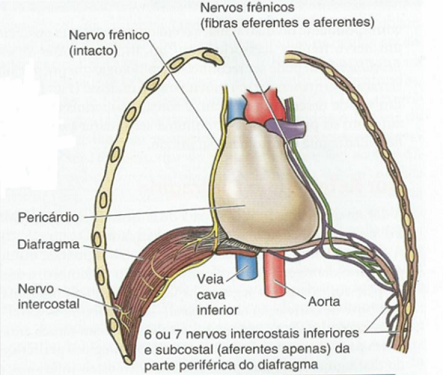 Nervos frênicos
(fibras eferentes e aferentes)
Nervo frênico
(intacto)
Pericárdio
Diafragma
Nervo
intercostal
Veia
cava
inferior
Aorta
6 ou 7 nervos intercostais inferiores
e subcostal (aferentes apenas) da
parte periférica do diafragma